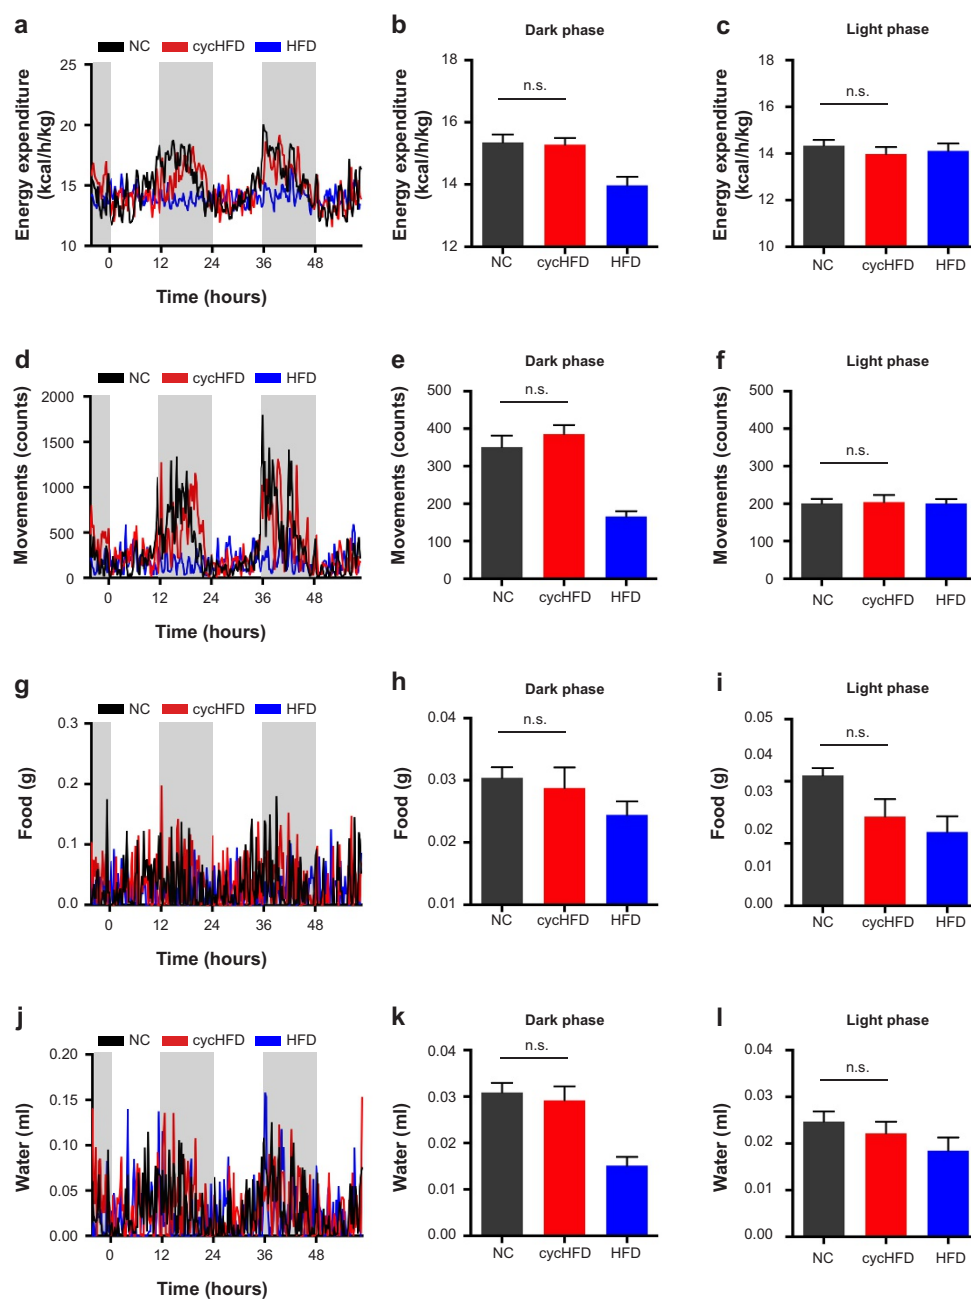 a
NC cycHFD HFD
Energy expenditure
(kcal/h/kg)
25
20
15
10
0 12 24 36 48
Time (hours)
b
Dark phase
Energy expenditure
(kcal/h/kg)
18
16
14
12
n.s.
NC cycHFD HFD
c
Light phase
Energy expenditure
(kcal/h/kg)
18
16
14
12
10
n.s.
NC cycHFD HFD
d
NC cycHFD HFD
Movements (counts)
2000
1500
1000
500
0
0 12 24 36 48
Time (hours)
e
Dark phase
Movements (counts)
500
400
300
200
100
0
n.s.
NC cycHFD HFD
f
Light phase
Movements (counts)
500
400
300
200
100
0
n.s.
NC cycHFD HFD
g
NC cycHFD HFD
Food (g)
0.3
0.2
0.1
0.0
0 12 24 36 48
Time (hours)
h
Dark phase
Food (g)
0.04
0.03
0.02
0.01
n.s.
NC cycHFD HFD
i
Light phase
Food (g)
0.05
0.04
0.03
0.02
0.01
0.00
n.s.
NC cycHFD HFD
j
NC cycHFD HFD
Water (ml)
0.20
0.15
0.10
0.05
0.00
0 12 24 36 48
Time (hours)
k
Dark phase
Water (ml)
0.04
0.03
0.02
0.01
0.00
n.s.
NC cycHFD HFD
l
Light phase
Water (ml)
0.04
0.03
0.02
0.01
0.00
n.s.
NC cycHFD HFD